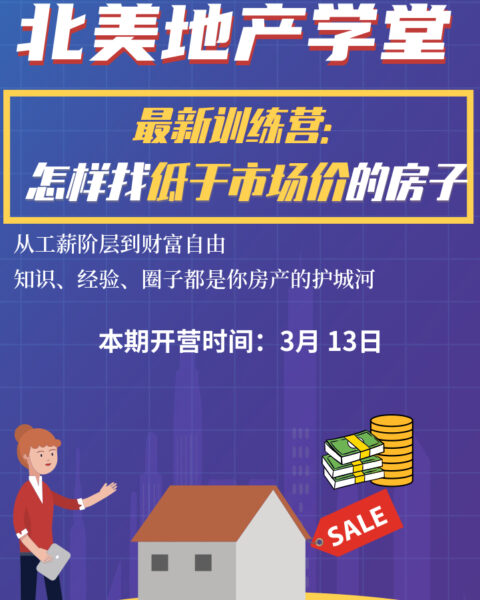 北美地产学堂
最新训练营:
怎样找低于市场价的房子
从工薪阶层到财富自由
知识、经验、圈子都是你房产的护城河
本期开营时间：3月 13日
SALE